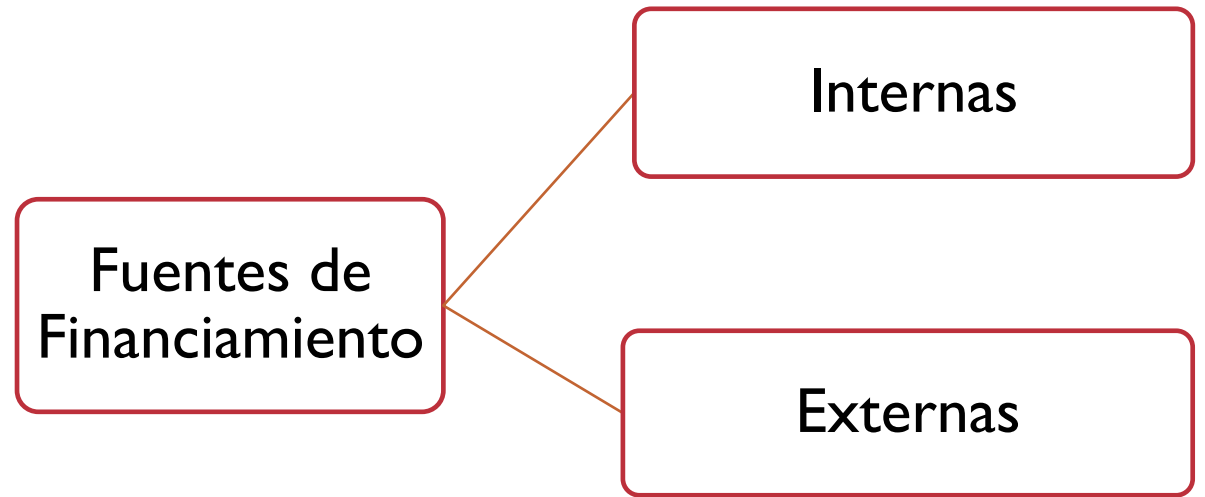 Internas
Fuentes de
Financiamiento
Externas